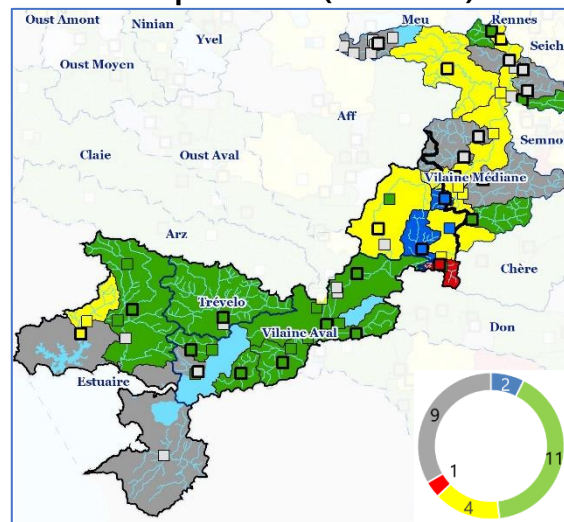 Oust Amont
Ninian
Meu
Rennes
Yvel
Seich
Oust Moyen
Aff
Semno
Claie
Oust Aval
Vilaine Médiane
Arz
Chère
Trévelo
Don
Vilaine Aval
Estuaire
2
9
11
1
4